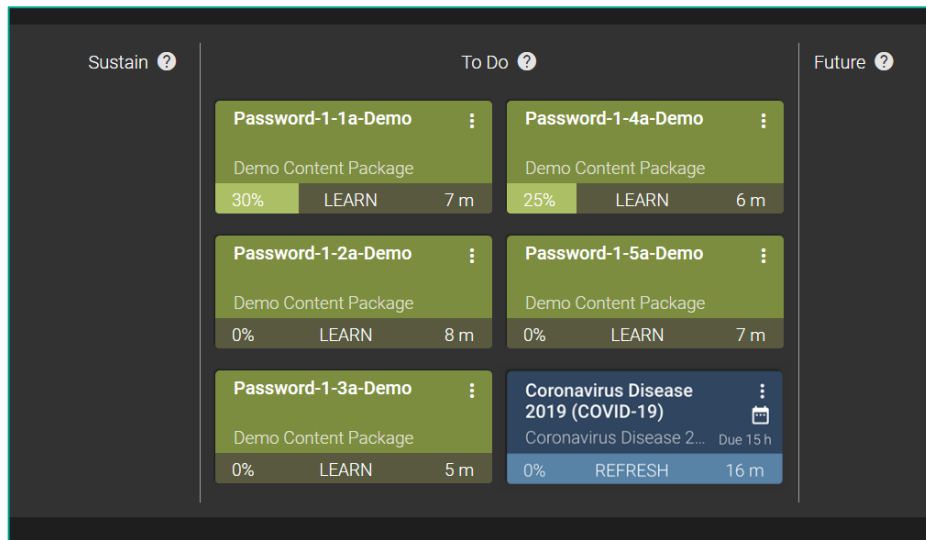 Sustain ?
To Do ?
Future ?
Password-1-1a-Demo
Demo Content Package
30% LEARN 7 m
Password-1-4a-Demo
Demo Content Package
25% LEARN 6 m
Password-1-2a-Demo
Demo Content Package
0% LEARN 8 m
Password-1-5a-Demo
Demo Content Package
0% LEARN 7 m
Password-1-3a-Demo
Demo Content Package
0% LEARN 5 m
Coronavirus Disease
2019 (COVID-19)
Coronavirus Disease 2... Due 15 h
0% REFRESH 16 m